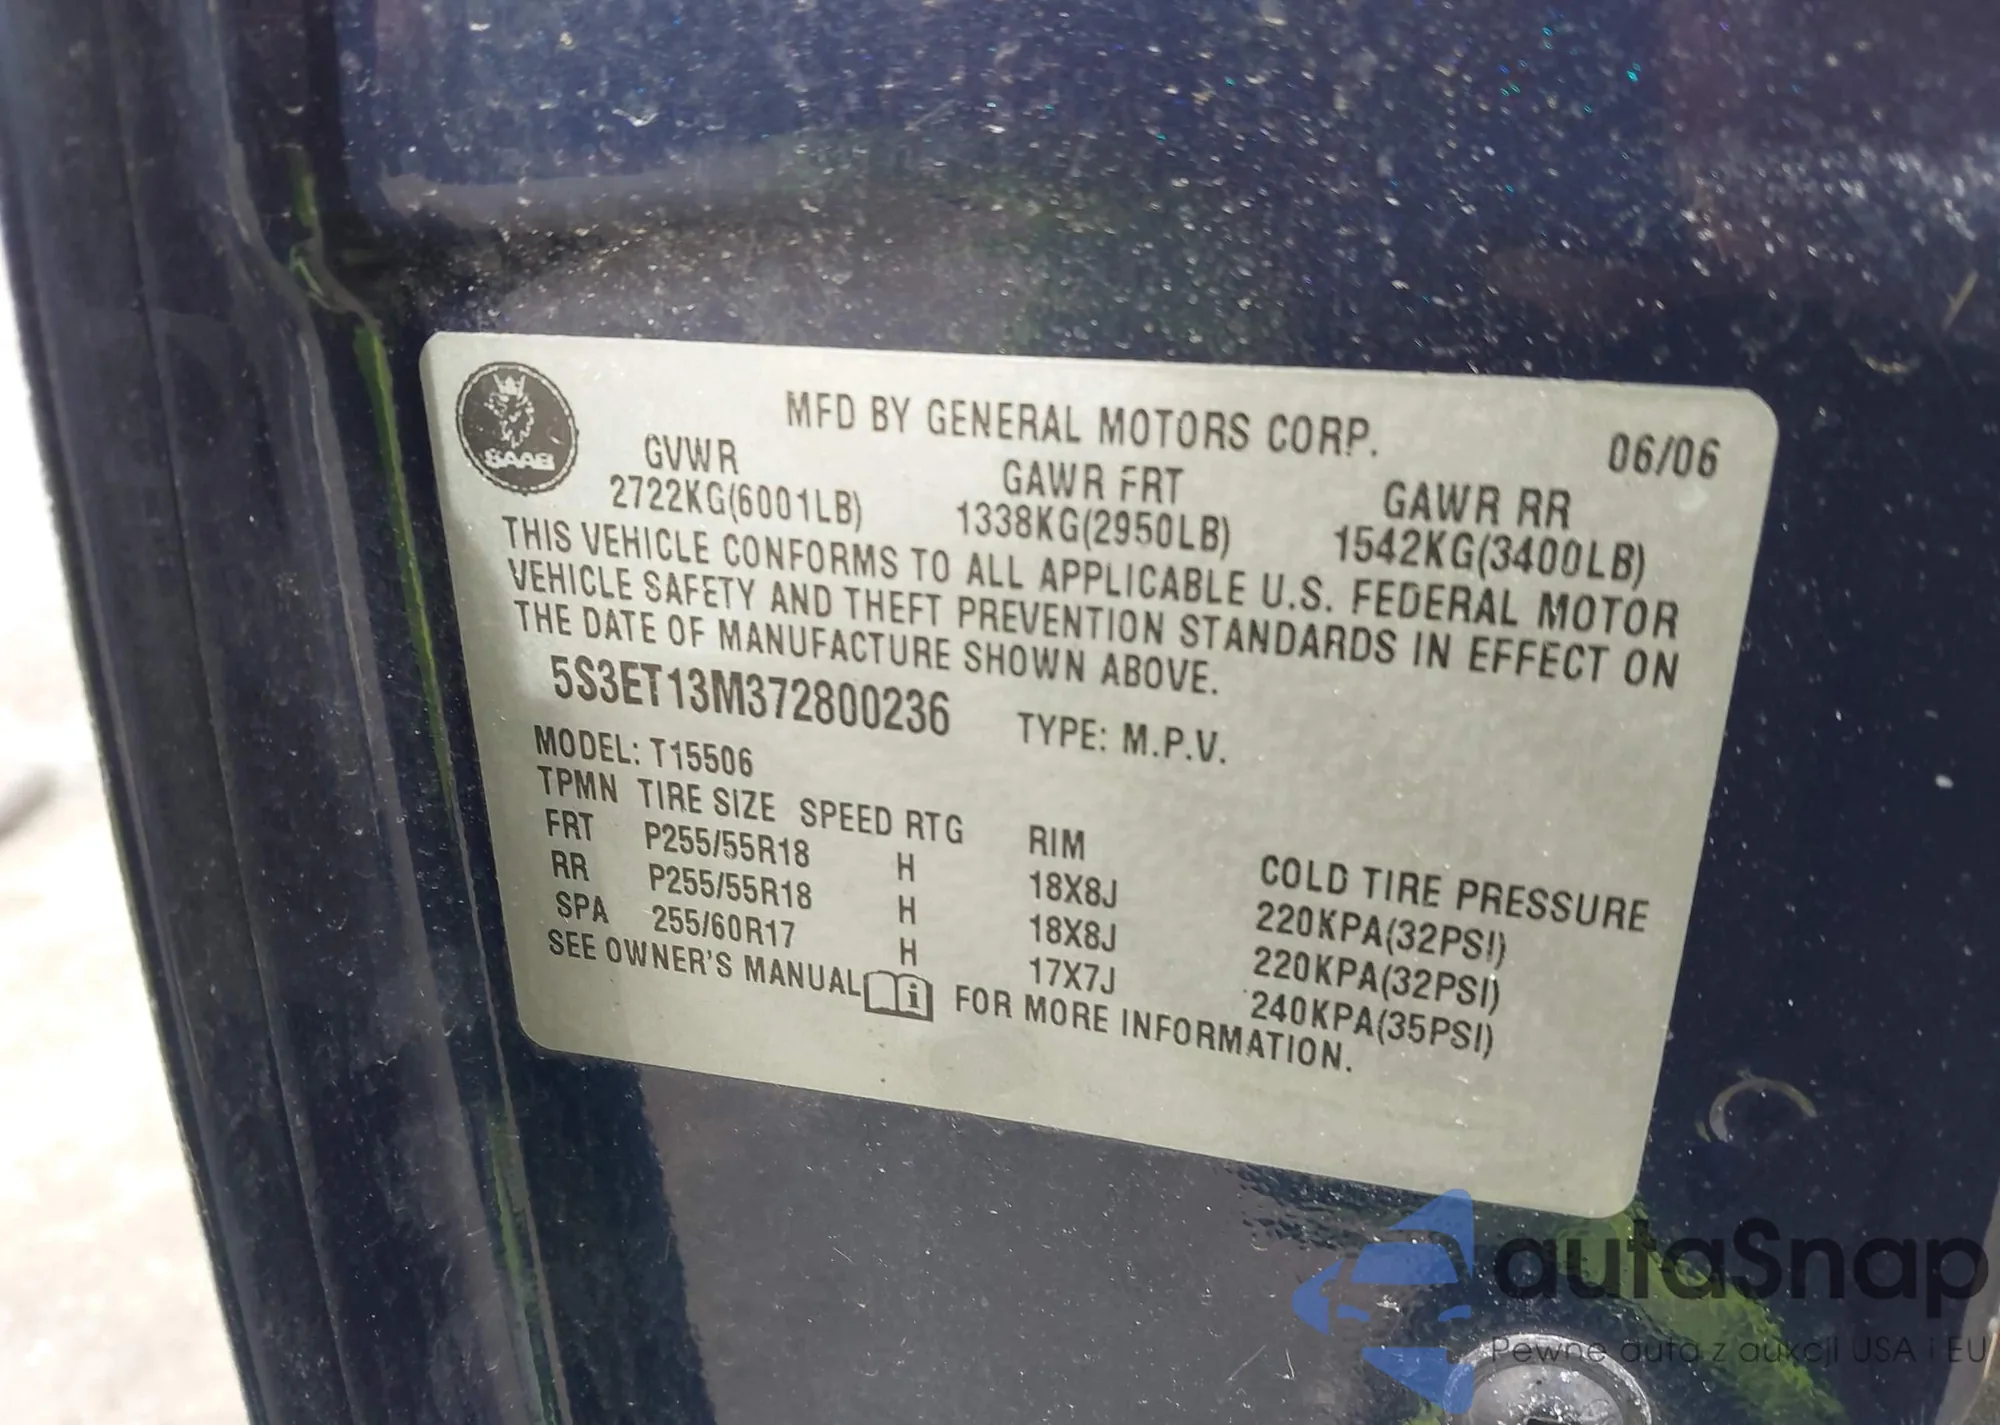 SAAB
MFD BY GENERAL MOTORS CORP. 06/06
GVWR GAWR FRT GAWR RR
2722KG(6001LB) 1338KG(2950LB) 1542KG(3400LB)
THIS VEHICLE CONFORMS TO ALL APPLICABLE U.S. FEDERAL MOTOR
VEHICLE SAFETY AND THEFT PREVENTION STANDARDS IN EFFECT ON
THE DATE OF MANUFACTURE SHOWN ABOVE.
5S3ET13M372800236 TYPE: M.P.V.
MODEL: T15506
TPMN TIRE SIZE SPEED RTG RIM COLD TIRE PRESSURE
FRT P255/55R18 H 18X8J 220KPA(32PSI)
RR P255/55R18 H 18X8J 220KPA(32PSI)
SPA 255/60R17 H 17X7J 240KPA(35PSI)
SEE OWNER'S MANUAL i FOR MORE INFORMATION.
autaSnap
Pewne auta z aukcji USA i EU